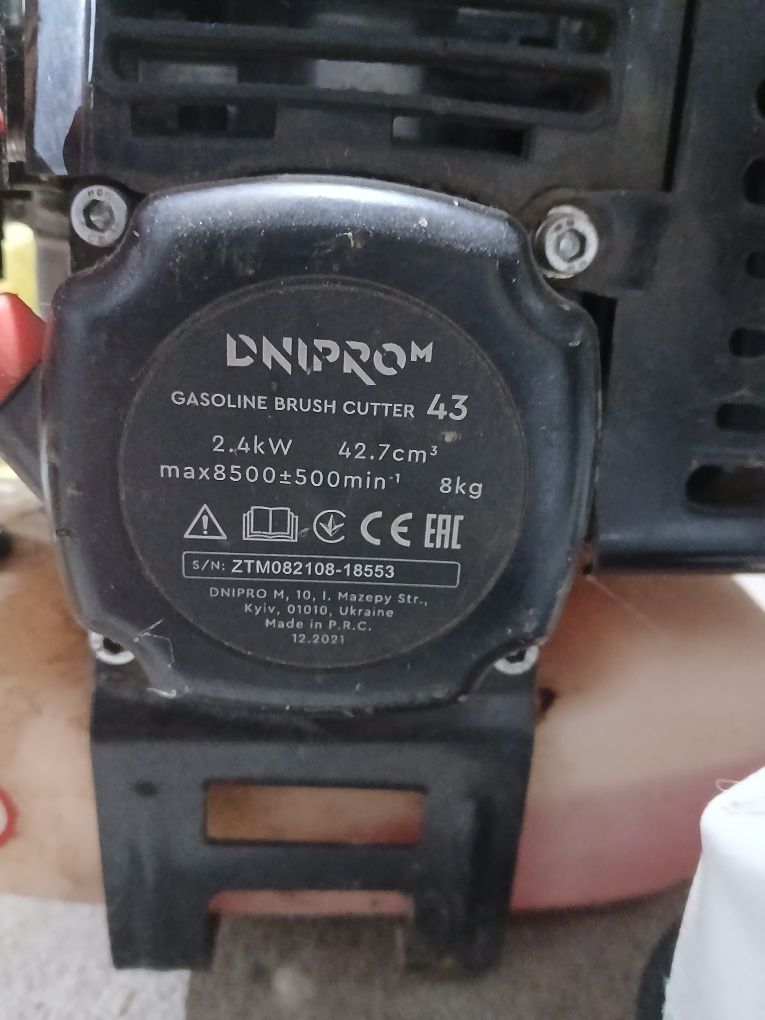 DNIPRO M
GASOLINE BRUSH CUTTER 43
2.4kW 42.7cm³
max8500±500min⁻¹ 8kg
CE EAC
S/N: ZTM082108-18553
DNIPRO M, 10, I. Mazepy Str.,
Kyiv, 01010, Ukraine
Made in P.R.C.
12.2021